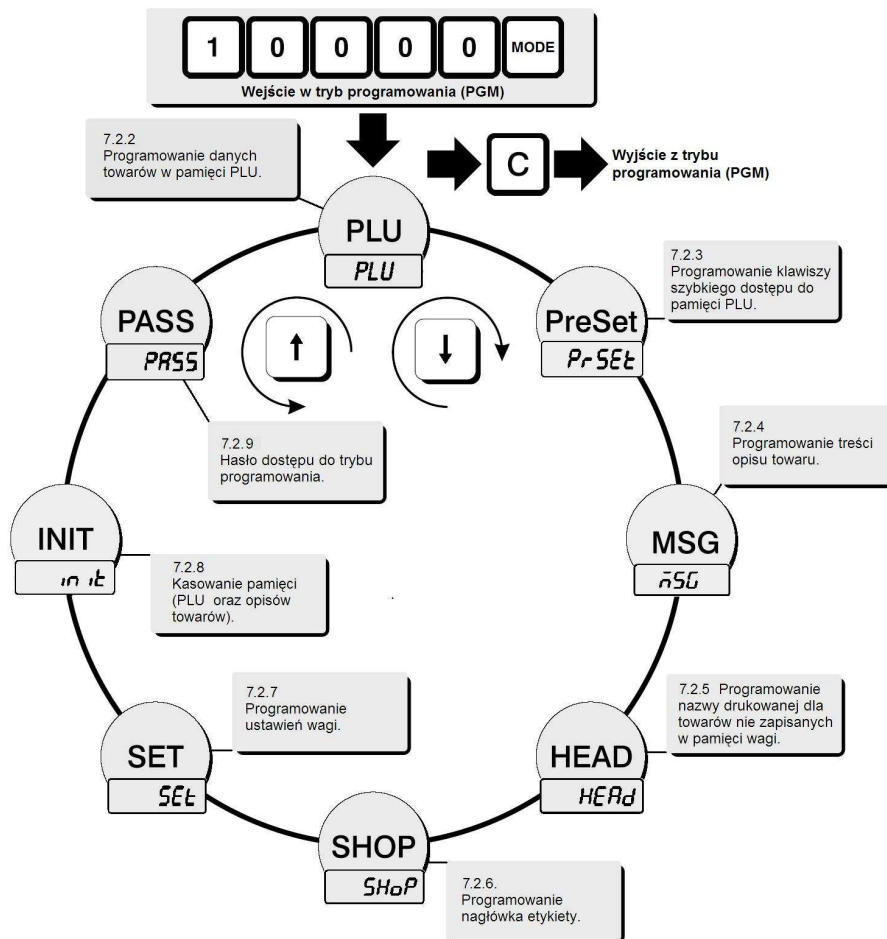 1 0 0 0 0 MODE
Wejście w tryb programowania (PGM)
7.2.2
Programowanie danych
towarów w pamięci PLU.
C
Wyjście z trybu
programowania (PGM)
PLU
PLU
7.2.3
Programowanie klawiszy
szybkiego dostępu do
pamięci PLU.
PreSet
PrSEt
PASS
PASS
↑
↓
7.2.9
Hasło dostępu do trybu
programowania.
7.2.4
Programowanie treści
opisu towaru.
MSG
MSG
INIT
init
7.2.8
Kasowanie pamięci
(PLU oraz opisów
towarów).
7.2.5 Programowanie
nazwy drukowanej dla
towarów nie zapisanych
w pamięci wagi.
HEAD
HEAd
7.2.7
Programowanie
ustawień wagi.
SET
SEt
SHOP
SHoP
7.2.6.
Programowanie
nagłówka etykiety.